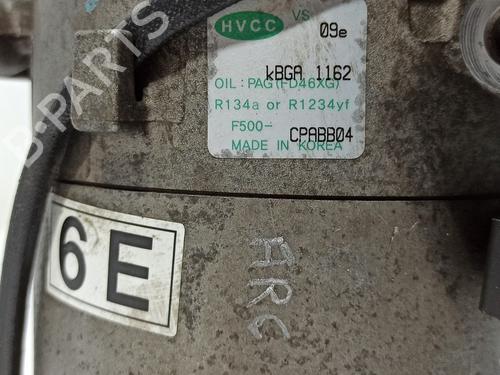 HVCC
VS
09e
kBGA 1162
OIL: PAG(FD46XG)
R134a or R1234yf
F500-
CPABB04
MADE IN KOREA
6E
ARC
B-PARTS